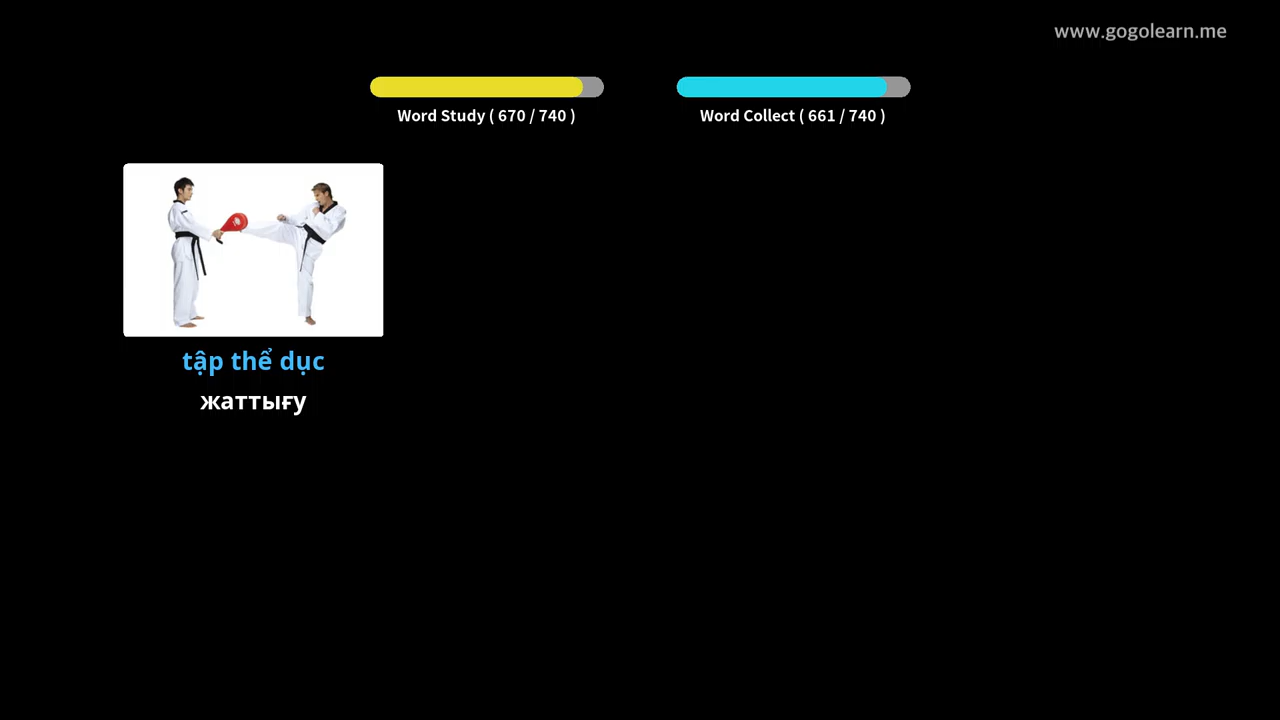 www.gogolearn.me
Word Study ( 670 / 740 )
Word Collect ( 661 / 740 )
tập thể dục
жаттығу